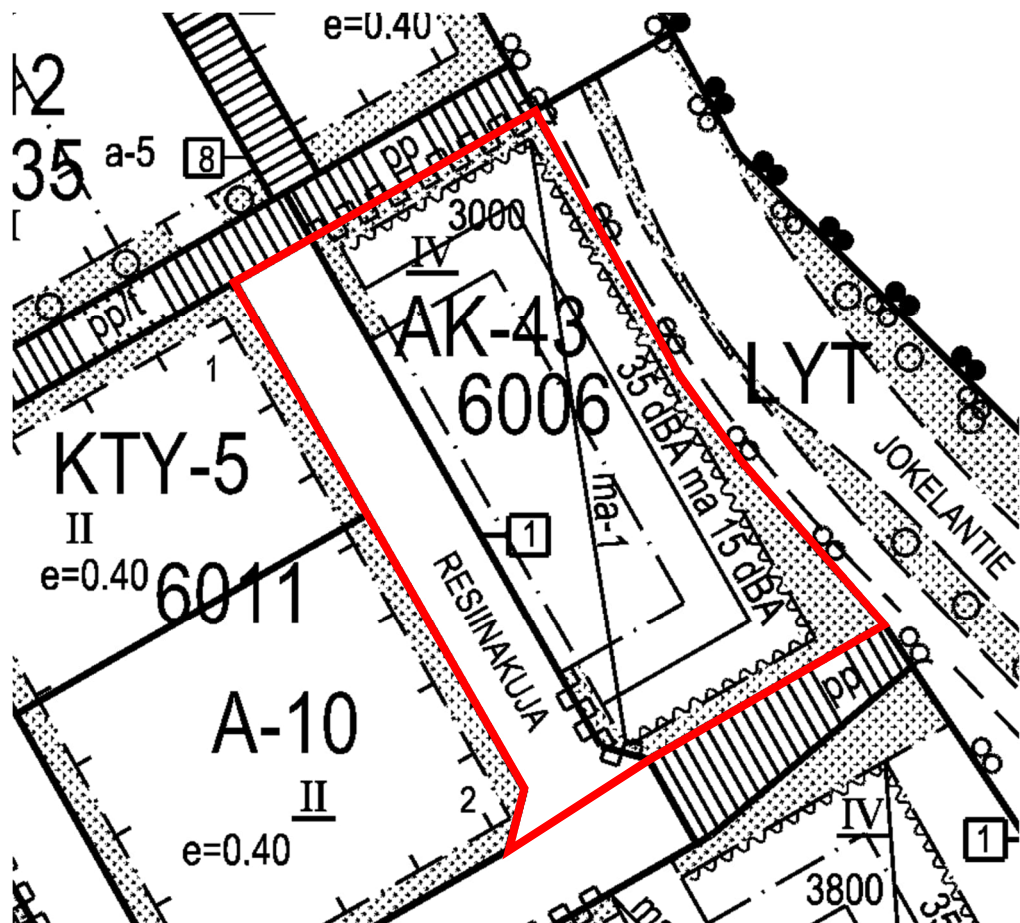 e=0.40
A2
35
a-5
8
pp
3000
IV
pp/t
1
AK-43
6006
35 dBA ma 15 dBA
LYT
JOKELANTIE
KTY-5
II
e=0.40
6011
ma-1
1
RESIINAKUJA
A-10
II
2
e=0.40
pp
IV
1
3800